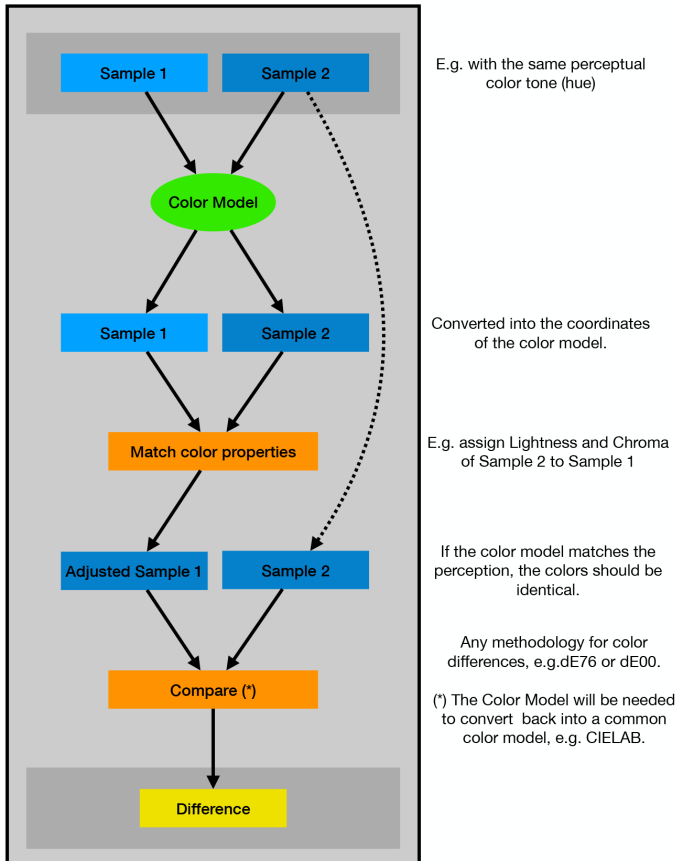 Sample 1
Sample 2
E.g. with the same perceptual
color tone (hue)
Color Model
Sample 1
Sample 2
Converted into the coordinates
of the color model.
Match color properties
E.g. assign Lightness and Chroma
of Sample 2 to Sample 1
Adjusted Sample 1
Sample 2
If the color model matches the
perception, the colors should be
identical.
Any methodology for color
differences, e.g.dE76 or dE00.
Compare (*)
(*) The Color Model will be needed
to convert  back into a common
color model, e.g. CIELAB.
Difference